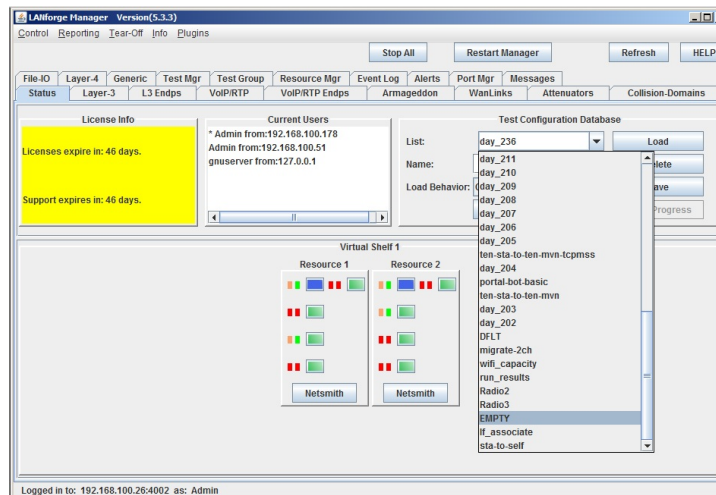 LANforge Manager Version(5.3.3)
Control Reporting Tear-Off Info Plugins
Stop All Restart Manager Refresh HELP
File-IO Layer-4 Generic Test Mgr Test Group Resource Mgr Event Log Alerts Port Mgr Messages
Status Layer-3 L3 Endps VoIP/RTP VoIP/RTP Endps Armageddon WanLinks Attenuators Collision-Domains
License Info
Licenses expire in: 46 days.
Support expires in: 46 days.
Current Users
* Admin from:192.168.100.178
Admin from:192.168.100.51
gnuserver from:127.0.0.1
Test Configuration Database
List: day_236 Load
Name: elete
Load Behavior: ave
Progress
day_211
day_210
day_209
day_208
day_207
day_206
day_205
ten-sta-to-ten-mvn-tcpmss
day_204
portal-bot-basic
ten-sta-to-ten-mvn
day_203
day_202
DFLT
migrate-2ch
wifi_capacity
run_results
Radio2
Radio3
EMPTY
lf_associate
sta-to-self
Virtual Shelf 1
Resource 1 Resource 2
Netsmith Netsmith
Logged in to: 192.168.100.26:4002 as: Admin